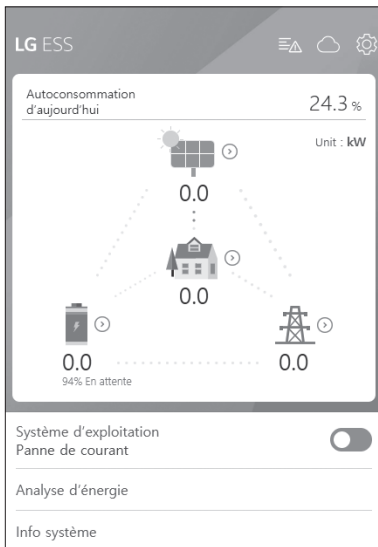 LG ESS
Autoconsommation
d'aujourd'hui
24.3 %
Unit : kW
0.0
0.0
0.0
94% En attente
0.0
Système d'exploitation
Panne de courant
Analyse d'énergie
Info système